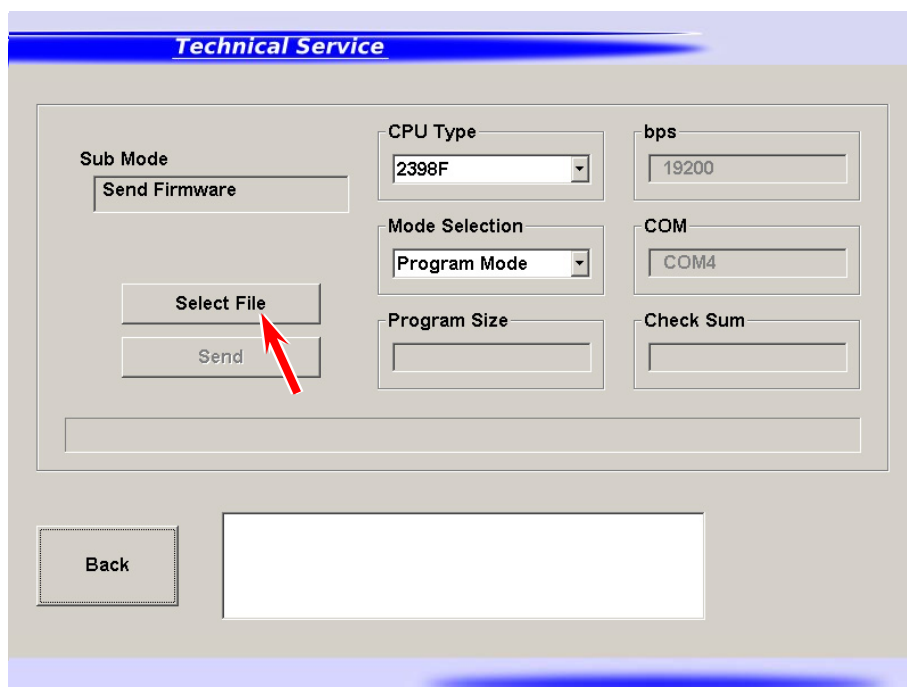 Technical Service
Sub Mode
Send Firmware
CPU Type
2398F
bps
19200
Mode Selection
Program Mode
COM
COM4
Select File
Send
Program Size
Check Sum
Back